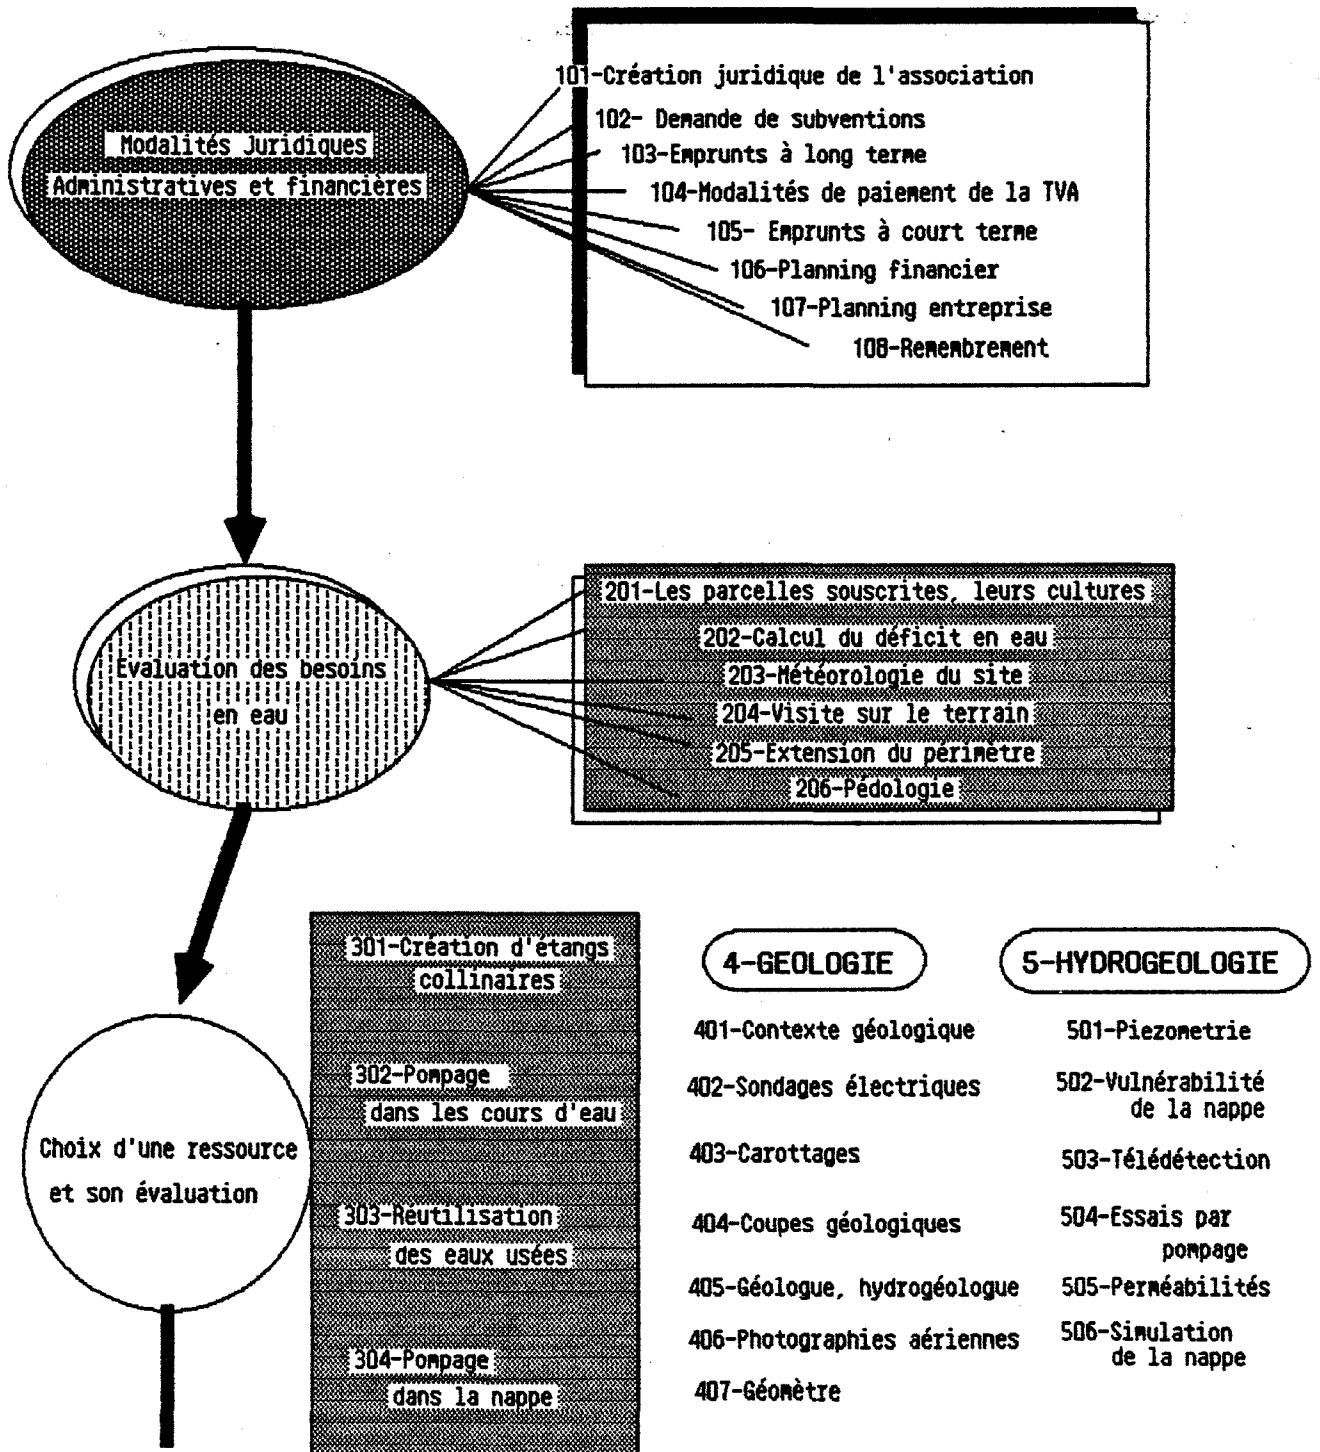 Modalités Juridiques
Administratives et financières
101-Création juridique de l'association
102- Demande de subventions
103-Emprunts à long terme
104-Modalités de paiement de la TVA
105- Emprunts à court terme
106-Planning financier
107-Planning entreprise
108-Remembrement
Evaluation des besoins
en eau
201-Les parcelles souscrites, leurs cultures
202-Calcul du déficit en eau
203-Météorologie du site
204-Visite sur le terrain
205-Extension du périmètre
206-Pédologie
Choix d'une ressource
et son évaluation
301-Création d'étangs
collinaires
302-Pompage
dans les cours d'eau
303-Réutilisation
des eaux usées
304-Pompage
dans la nappe
4-GEOLOGIE
401-Contexte géologique
402-Sondages électriques
403-Carottages
404-Coupes géologiques
405-Géologue, hydrogéologue
406-Photographies aériennes
407-Géomètre
5-HYDROGEOLOGIE
501-Piezometrie
502-Vulnérabilité
de la nappe
503-Télédétection
504-Essais par
pompage
505-Perméabilités
506-Simulation
de la nappe